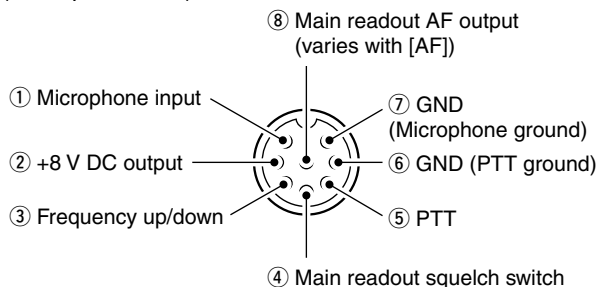 ⑧ Main readout AF output
(varies with [AF])
① Microphone input
⑦ GND
(Microphone ground)
② +8 V DC output
⑥ GND (PTT ground)
③ Frequency up/down
⑤ PTT
④ Main readout squelch switch